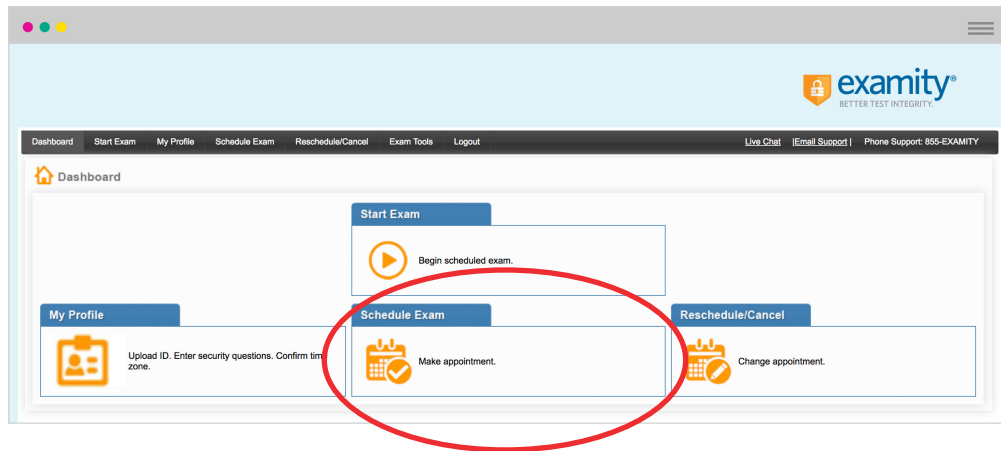 examity®
BETTER TEST INTEGRITY.
Dashboard Start Exam My Profile Schedule Exam Reschedule/Cancel Exam Tools Logout Live Chat |Email Support| Phone Support: 855-EXAMITY
Dashboard
Start Exam
Begin scheduled exam.
My Profile
Upload ID. Enter security questions. Confirm tim
zone.
Schedule Exam
Make appointment.
Reschedule/Cancel
Change appointment.